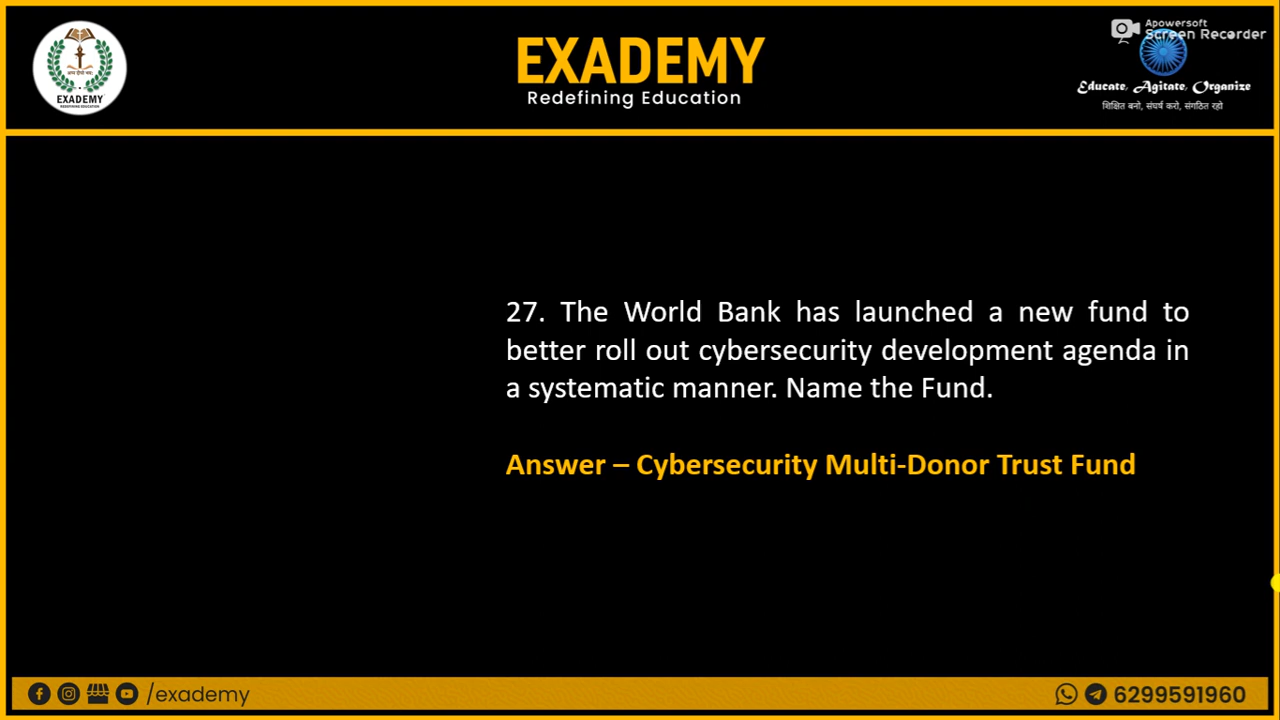 EXADEMY
REDEFINING EDUCATION
EXADEMY
Redefining Education
Apowersoft
Screen Recorder
Educate, Agitate, Organize
शिक्षित बनो, संघर्ष करो, संगठित रहो
27. The World Bank has launched a new fund to
better roll out cybersecurity development agenda in
a systematic manner. Name the Fund.
Answer – Cybersecurity Multi-Donor Trust Fund
/exademy
6299591960